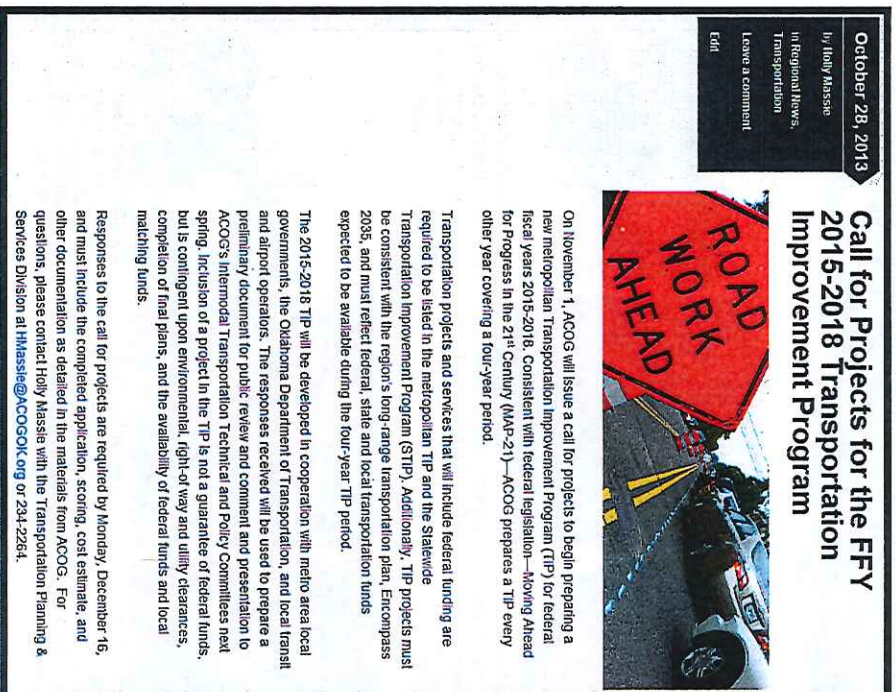 October 28, 2013
by Holly Massie
in Regional News,
Transportation
Leave a comment
Edit
Call for Projects for the FFY
2015-2018 Transportation
Improvement Program
ROAD
WORK
AHEAD
On November 1, ACOG will issue a call for projects to begin preparing a
new metropolitan Transportation Improvement Program (TIP) for federal
fiscal years 2015-2018. Consistent with federal legislation—Moving Ahead
for Progress in the 21st Century (MAP-21)—ACOG prepares a TIP every
other year covering a four-year period.
Transportation projects and services that will include federal funding are
required to be listed in the metropolitan TIP and the Statewide
Transportation Improvement Program (STIP). Additionally, TIP projects must
be consistent with the region's long-range transportation plan, Encompass
2035, and must reflect federal, state and local transportation funds
expected to be available during the four-year TIP period.
The 2015-2018 TIP will be developed in cooperation with metro area local
governments, the Oklahoma Department of Transportation, and local transit
and airport operators. The responses received will be used to prepare a
preliminary document for public review and comment and presentation to
ACOG's Intermodal Transportation Technical and Policy Committees next
spring. Inclusion of a project in the TIP is not a guarantee of federal funds,
but is contingent upon environmental, right-of way and utility clearances,
completion of final plans, and the availability of federal funds and local
matching funds.
Responses to the call for projects are required by Monday, December 16,
and must include the completed application, scoring, cost estimate, and
other documentation as detailed in the materials from ACOG. For
questions, please contact Holly Massie with the Transportation Planning &
Services Division at HMassie@ACOGOK.org or 234-2264.